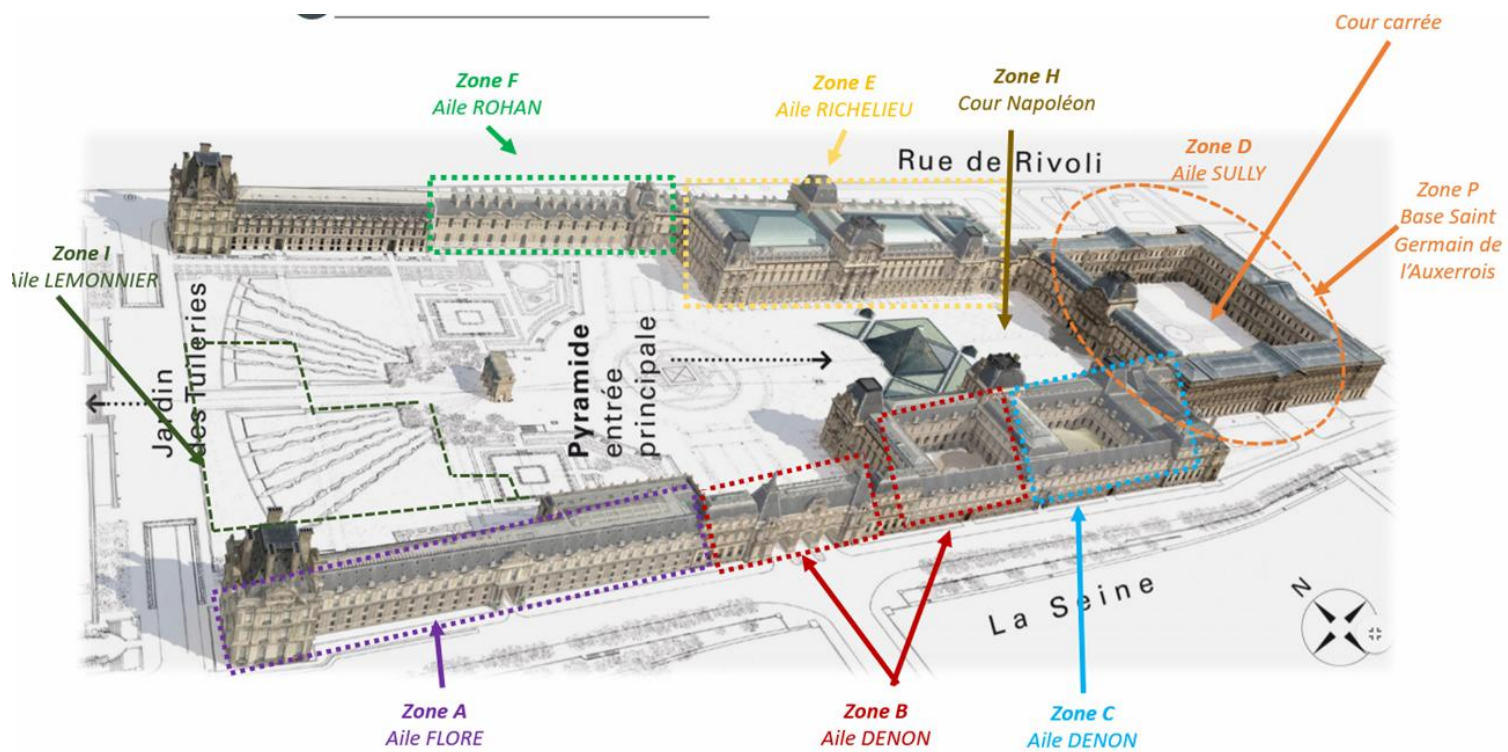 Cour carrée
Zone F
Aile ROHAN
Zone E
Aile RICHELIEU
Zone H
Cour Napoléon
Rue de Rivoli
Zone D
Aile SULLY
Zone P
Base Saint
Germain de
l'Auxerrois
Zone I
Aile LEMONNIER
Jardin
des Tuileries
Pyramide
entrée
principale
La Seine
N
Zone A
Aile FLORE
Zone B
Aile DENON
Zone C
Aile DENON